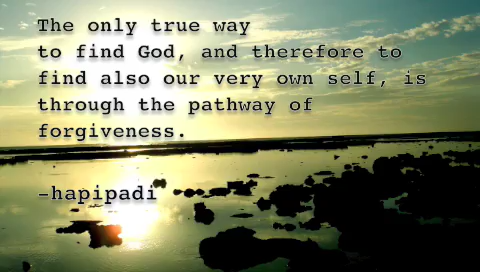 The only true way
to find God, and therefore to
find also our very own self, is
through the pathway of
forgiveness.
-hapipadi